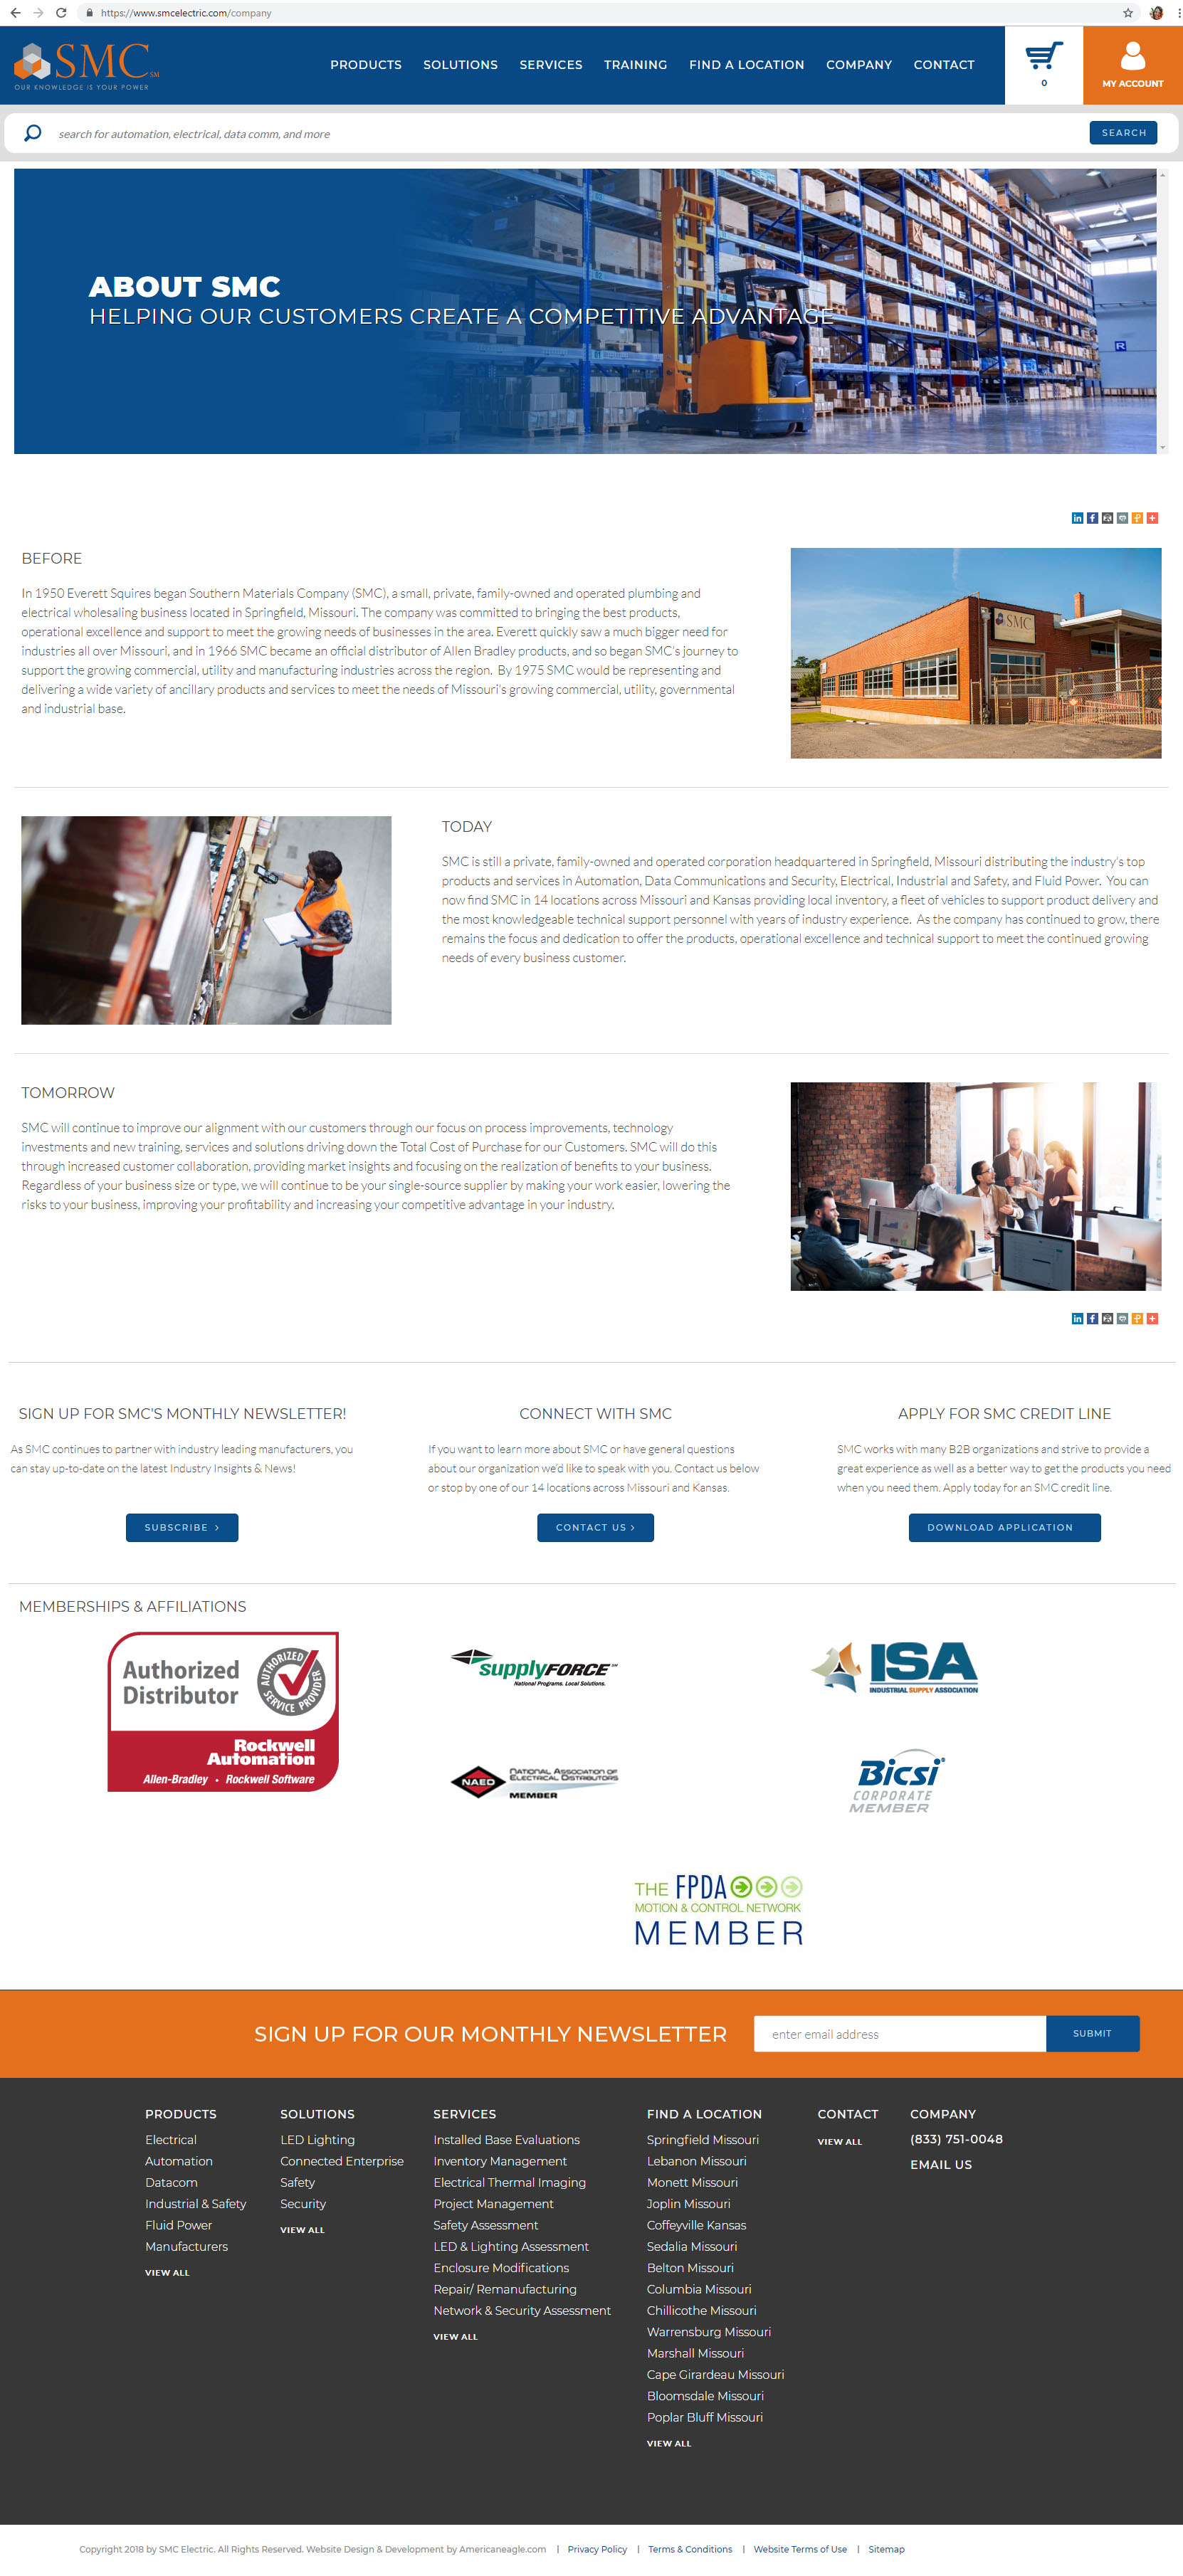 https://www.smcelectric.com/company
SMC SM
OUR KNOWLEDGE IS YOUR POWER
PRODUCTS SOLUTIONS SERVICES TRAINING FIND A LOCATION COMPANY CONTACT
0
MY ACCOUNT
search for automation, electrical, data comm, and more
SEARCH
ABOUT SMC
HELPING OUR CUSTOMERS CREATE A COMPETITIVE ADVANTAGE
R
BEFORE
In 1950 Everett Squires began Southern Materials Company (SMC), a small, private, family-owned and operated plumbing and
electrical wholesaling business located in Springfield, Missouri. The company was committed to bringing the best products,
operational excellence and support to meet the growing needs of businesses in the area. Everett quickly saw a much bigger need for
industries all over Missouri, and in 1966 SMC became an official distributor of Allen Bradley products, and so began SMC's journey to
support the growing commercial, utility and manufacturing industries across the region. By 1975 SMC would be representing and
delivering a wide variety of ancillary products and services to meet the needs of Missouri's growing commercial, utility, governmental
and industrial base.
SMC
TODAY
SMC is still a private, family-owned and operated corporation headquartered in Springfield, Missouri distributing the industry's top
products and services in Automation, Data Communications and Security, Electrical, Industrial and Safety, and Fluid Power. You can
now find SMC in 14 locations across Missouri and Kansas providing local inventory, a fleet of vehicles to support product delivery and
the most knowledgeable technical support personnel with years of industry experience. As the company has continued to grow, there
remains the focus and dedication to offer the products, operational excellence and technical support to meet the continued growing
needs of every business customer.
TOMORROW
SMC will continue to improve our alignment with our customers through our focus on process improvements, technology
investments and new training, services and solutions driving down the Total Cost of Purchase for our Customers. SMC will do this
through increased customer collaboration, providing market insights and focusing on the realization of benefits to your business.
Regardless of your business size or type, we will continue to be your single-source supplier by making your work easier, lowering the
risks to your business, improving your profitability and increasing your competitive advantage in your industry.
SIGN UP FOR SMC'S MONTHLY NEWSLETTER!
As SMC continues to partner with industry leading manufacturers, you
can stay up-to-date on the latest Industry Insights & News!
SUBSCRIBE >
CONNECT WITH SMC
If you want to learn more about SMC or have general questions
about our organization we'd like to speak with you. Contact us below
or stop by one of our 14 locations across Missouri and Kansas.
CONTACT US >
APPLY FOR SMC CREDIT LINE
SMC works with many B2B organizations and strive to provide a
great experience as well as a better way to get the products you need
when you need them. Apply today for an SMC credit line.
DOWNLOAD APPLICATION
MEMBERSHIPS & AFFILIATIONS
Authorized
Distributor
AUTHORIZED SERVICE PROVIDER
Rockwell
Automation
Allen-Bradley • Rockwell Software
supplyFORCE
National Programs. Local Solutions.
ISA
INDUSTRIAL SUPPLY ASSOCIATION
NAED
NATIONAL ASSOCIATION OF
ELECTRICAL DISTRIBUTORS
MEMBER
Bicsi
CORPORATE
MEMBER
THE FPDA
MOTION & CONTROL NETWORK
MEMBER
SIGN UP FOR OUR MONTHLY NEWSLETTER
enter email address
SUBMIT
PRODUCTS
Electrical
Automation
Datacom
Industrial & Safety
Fluid Power
Manufacturers
VIEW ALL
SOLUTIONS
LED Lighting
Connected Enterprise
Safety
Security
VIEW ALL
SERVICES
Installed Base Evaluations
Inventory Management
Electrical Thermal Imaging
Project Management
Safety Assessment
LED & Lighting Assessment
Enclosure Modifications
Repair/ Remanufacturing
Network & Security Assessment
VIEW ALL
FIND A LOCATION
Springfield Missouri
Lebanon Missouri
Monett Missouri
Joplin Missouri
Coffeyville Kansas
Sedalia Missouri
Belton Missouri
Columbia Missouri
Chillicothe Missouri
Warrensburg Missouri
Marshall Missouri
Cape Girardeau Missouri
Bloomsdale Missouri
Poplar Bluff Missouri
VIEW ALL
CONTACT
VIEW ALL
COMPANY
(833) 751-0048
EMAIL US
Copyright 2018 by SMC Electric. All Rights Reserved. Website Design & Development by Americaneagle.com | Privacy Policy | Terms & Conditions | Website Terms of Use | Sitemap